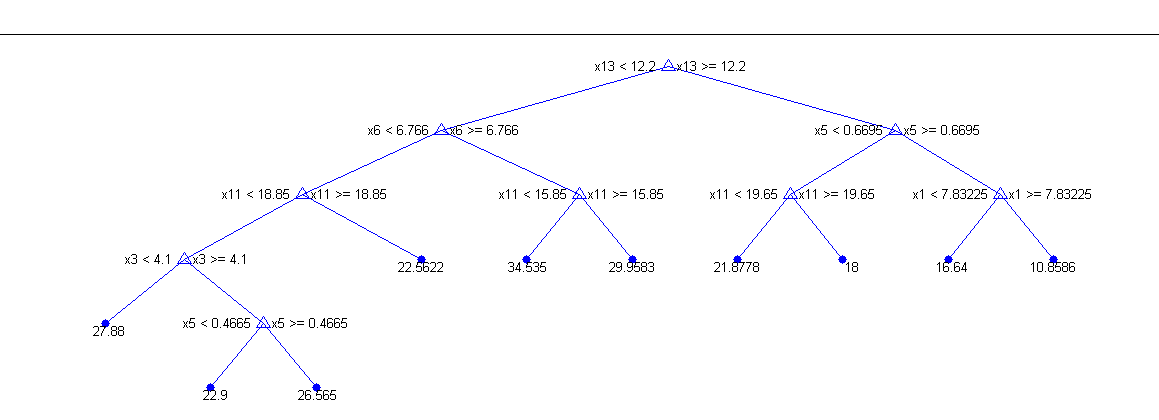 x13 < 12.2 x13 >= 12.2
x6 < 6.766 x6 >= 6.766 x5 < 0.6695 x5 >= 0.6695
x11 < 18.85 x11 >= 18.85 x11 < 15.85 x11 >= 15.85 x11 < 19.65 x11 >= 19.65 x1 < 7.83225 x1 >= 7.83225
x3 < 4.1 x3 >= 4.1 22.5622 34.535 29.9583 21.8778 18 16.64 10.8586
27.88 x5 < 0.4665 x5 >= 0.4665
22.9 26.565